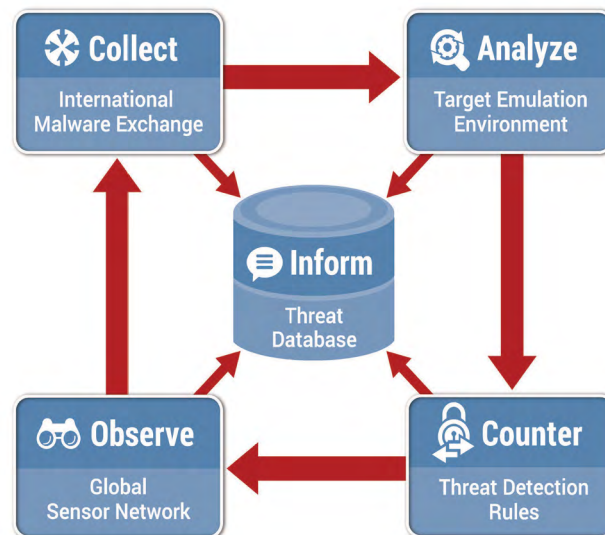 Collect
International
Malware Exchange
Analyze
Target Emulation
Environment
Inform
Threat
Database
Observe
Global
Sensor Network
Counter
Threat Detection
Rules